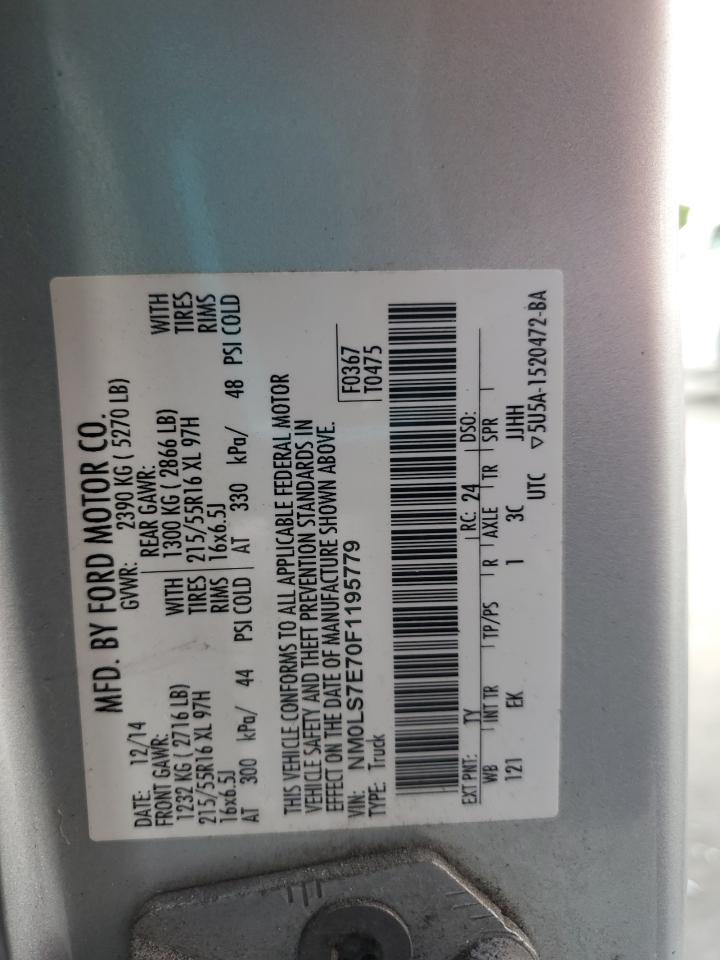 MFD. BY FORD MOTOR CO.
DATE: 12/14 GVWR: 2390 KG ( 5270 LB)
FRONT GAWR: REAR GAWR:
1232 KG ( 2716 LB) WITH 1300 KG ( 2866 LB) WITH
215/55R16 XL 97H TIRES 215/55R16 XL 97H TIRES
16x6.5J RIMS 16x6.5J RIMS
AT 300 kPa/ 44 PSI COLD AT 330 kPa/ 48 PSI COLD
THIS VEHICLE CONFORMS TO ALL APPLICABLE FEDERAL MOTOR
VEHICLE SAFETY AND THEFT PREVENTION STANDARDS IN
EFFECT ON THE DATE OF MANUFACTURE SHOWN ABOVE.
F0367
T0475
VIN: NM0LS7E70F1195779
TYPE: Truck
EXT PNT: TY RC: 24 DSO:
WB INT TR TP/PS R AXLE TR SPR
121 EK 1 3C JJHH
UTC ▽5U5A-1520472-BA